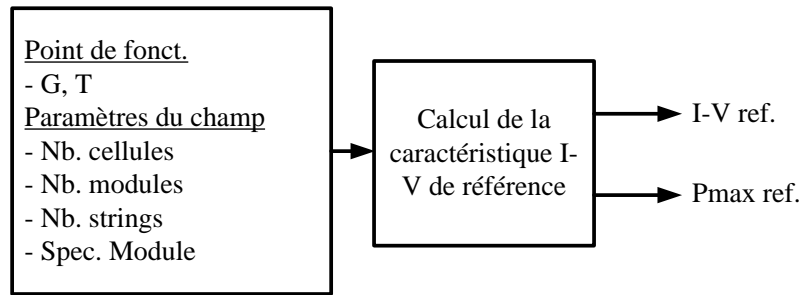 Point de fonct.
- G, T
Paramètres du champ
- Nb. cellules
- Nb. modules
- Nb. strings
- Spec. Module
Calcul de la
caractéristique I-
V de référence
I-V ref.
Pmax ref.